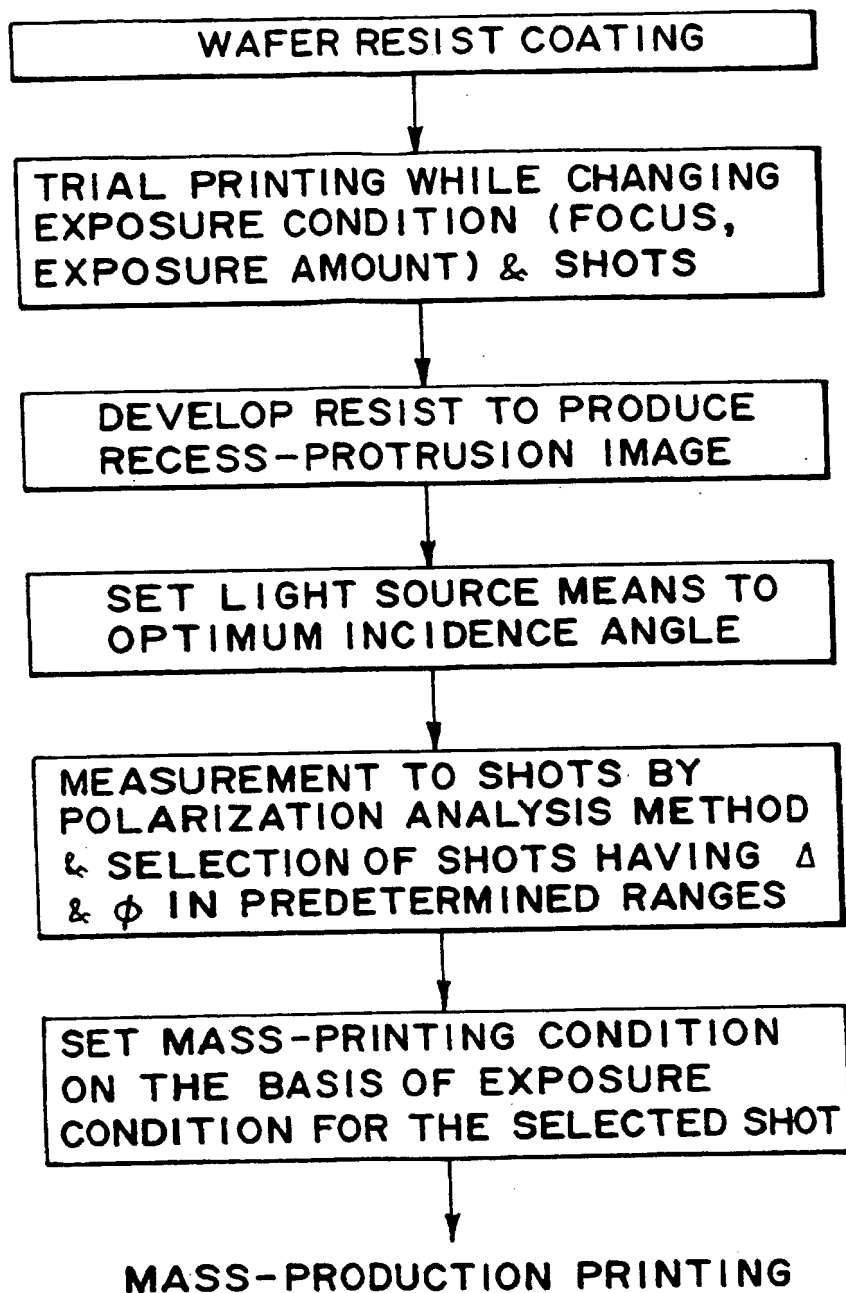 WAFER RESIST COATING
TRIAL PRINTING WHILE CHANGING
EXPOSURE CONDITION (FOCUS,
EXPOSURE AMOUNT) & SHOTS
DEVELOP RESIST TO PRODUCE
RECESS-PROTRUSION IMAGE
SET LIGHT SOURCE MEANS TO
OPTIMUM INCIDENCE ANGLE
MEASUREMENT TO SHOTS BY
POLARIZATION ANALYSIS METHOD
& SELECTION OF SHOTS HAVING Δ
& ϕ IN PREDETERMINED RANGES
SET MASS-PRINTING CONDITION
ON THE BASIS OF EXPOSURE
CONDITION FOR THE SELECTED SHOT
MASS-PRODUCTION PRINTING